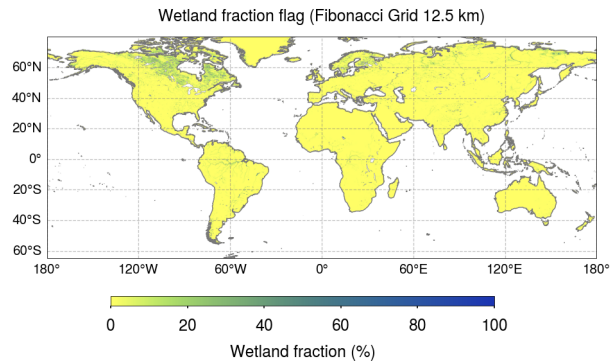 Wetland fraction flag (Fibonacci Grid 12.5 km)
60°N
40°N
20°N
0°
20°S
40°S
60°S
180° 120°W 60°W 0° 60°E 120°E 180°
0 20 40 60 80 100
Wetland fraction (%)